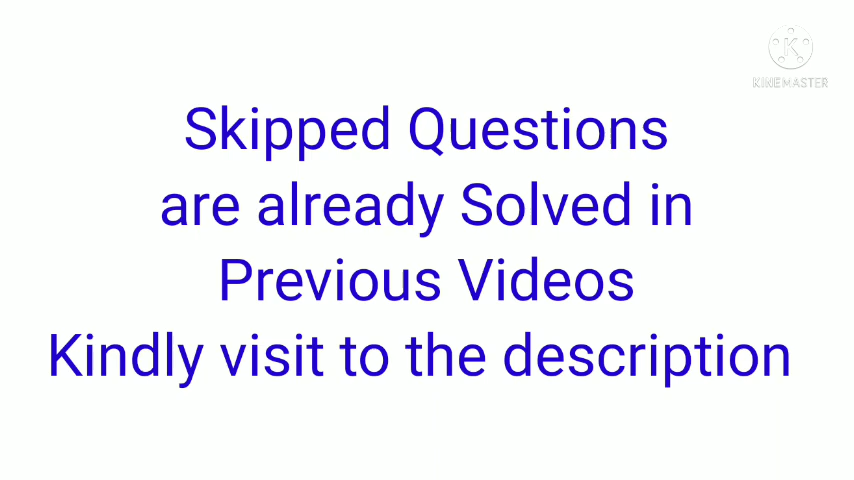 K
KINEMASTER
Skipped Questions
are already Solved in
Previous Videos
Kindly visit to the description